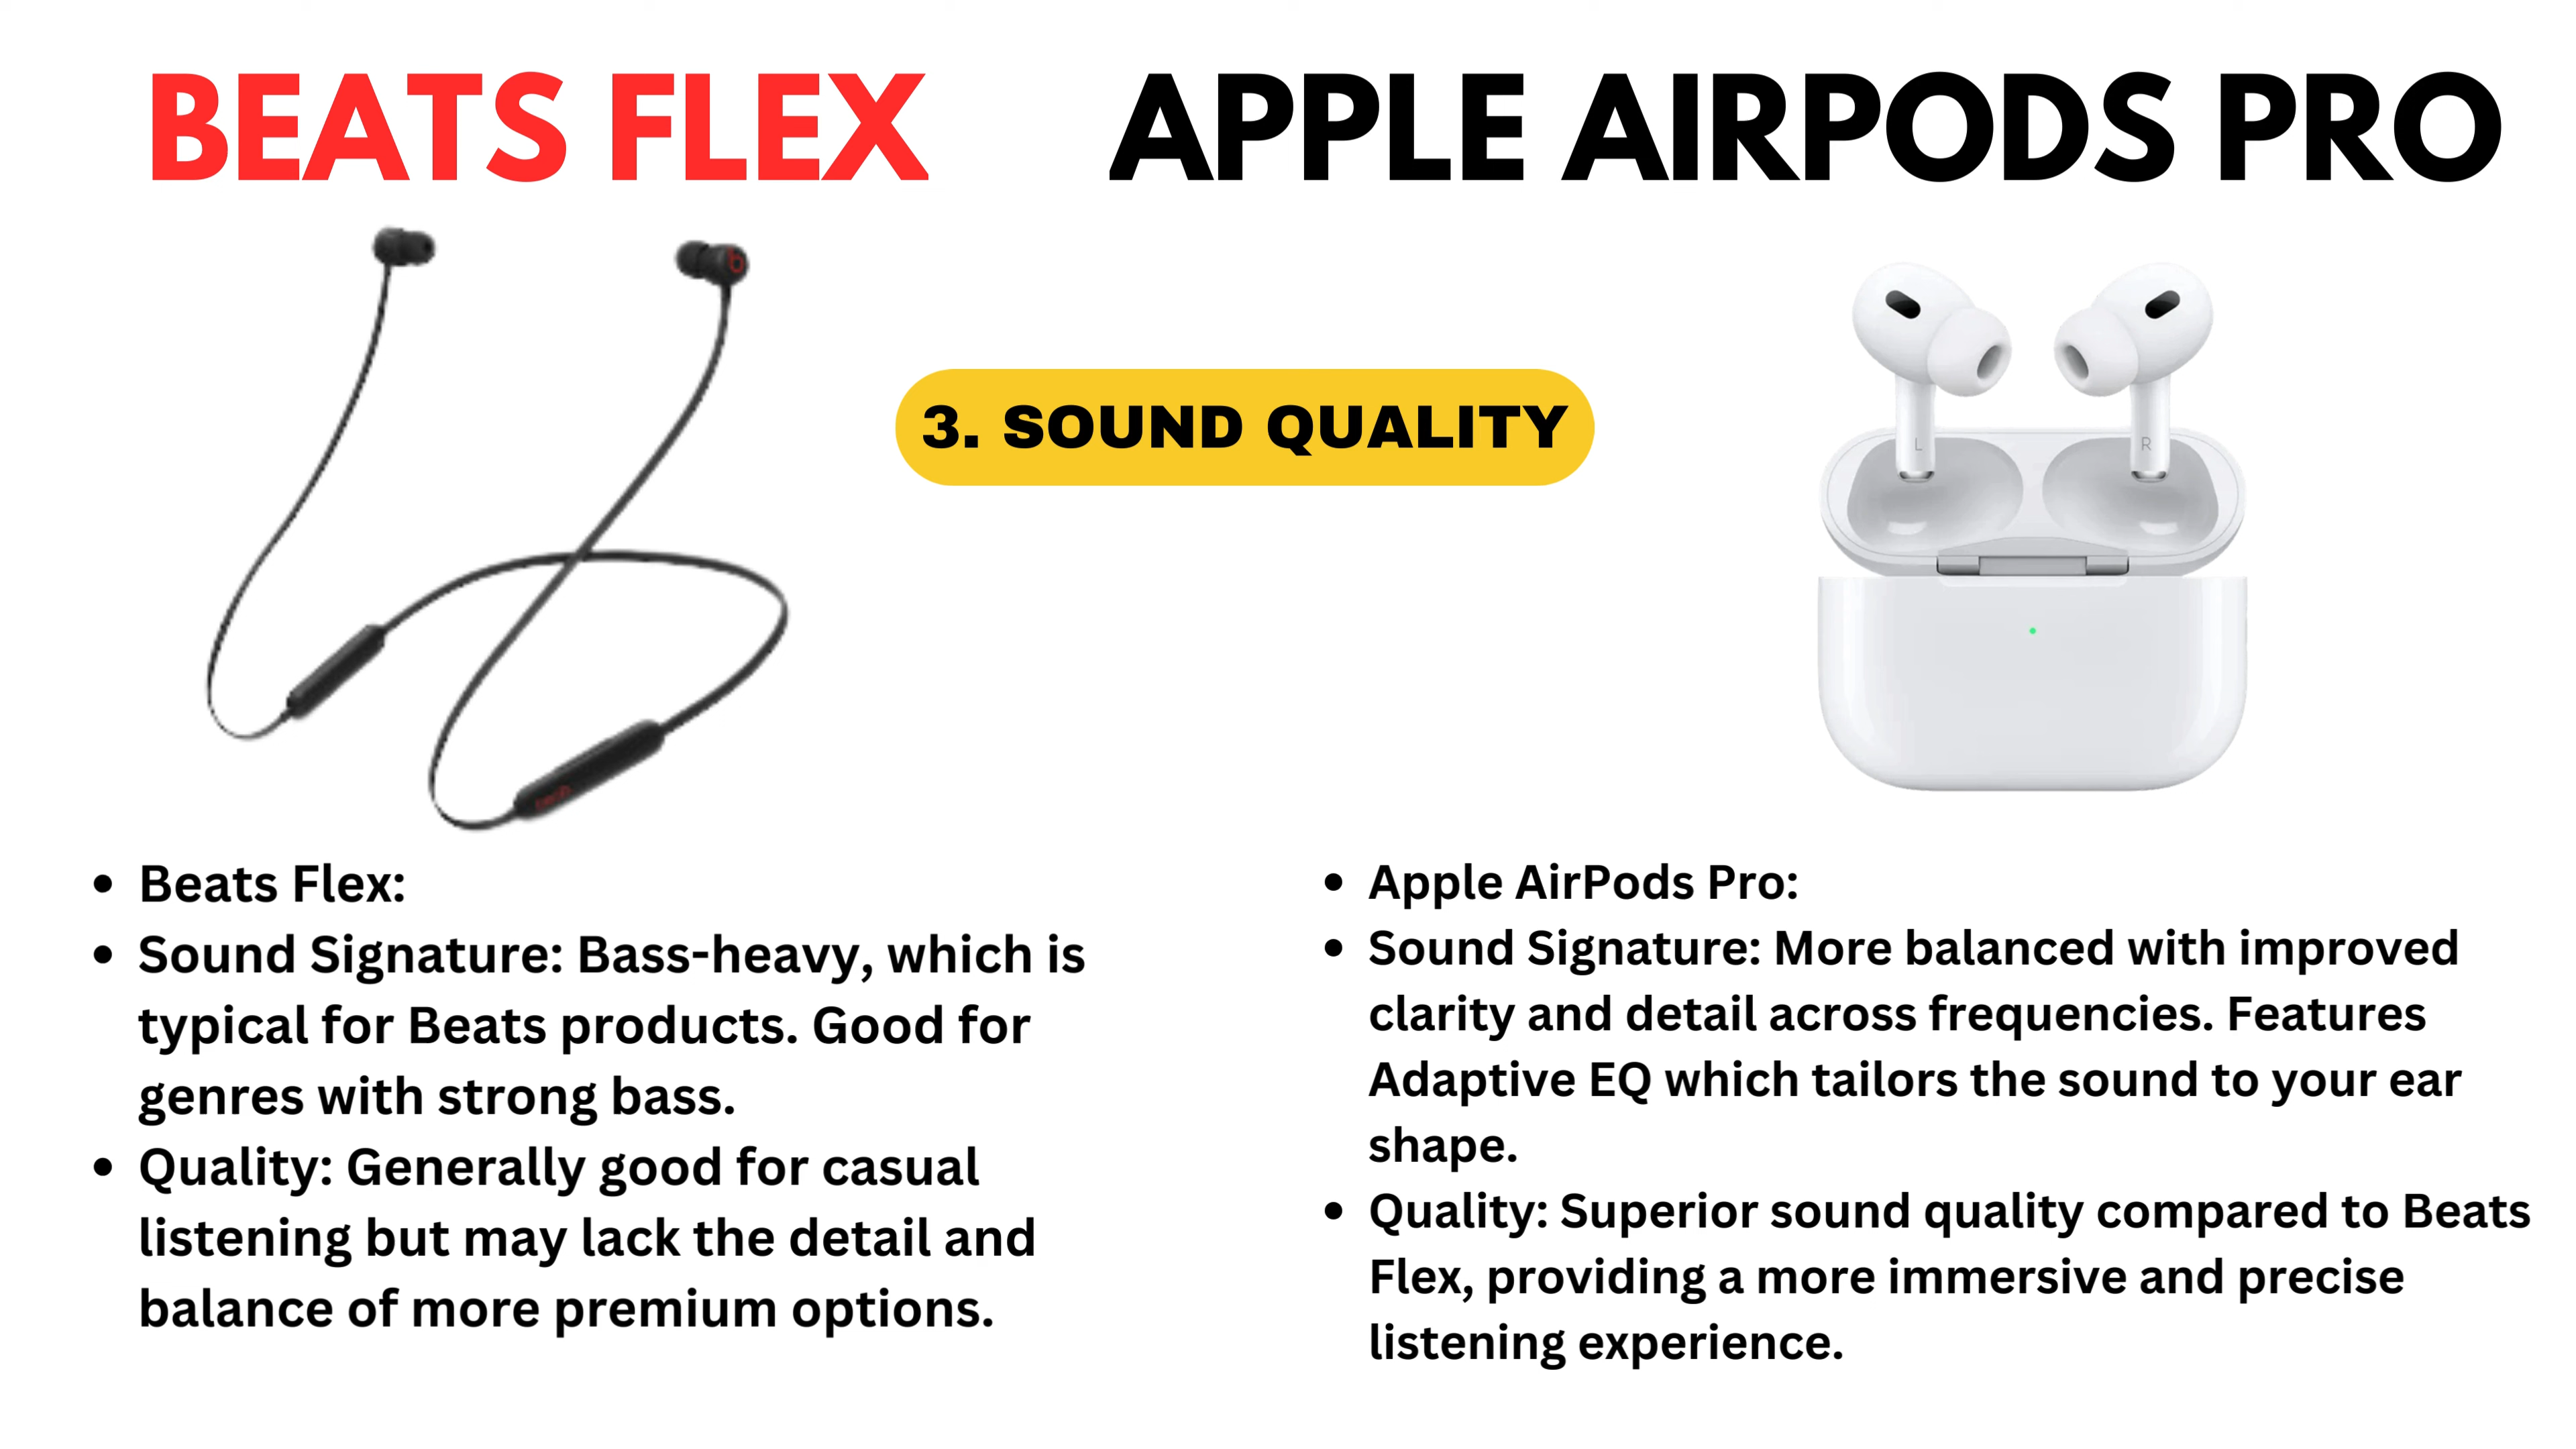 BEATS FLEX
APPLE AIRPODS PRO
b
L
R
3. SOUND QUALITY
beats
• Beats Flex:
• Sound Signature: Bass-heavy, which is
typical for Beats products. Good for
genres with strong bass.
• Quality: Generally good for casual
listening but may lack the detail and
balance of more premium options.
• Apple AirPods Pro:
• Sound Signature: More balanced with improved
clarity and detail across frequencies. Features
Adaptive EQ which tailors the sound to your ear
shape.
• Quality: Superior sound quality compared to Beats
Flex, providing a more immersive and precise
listening experience.